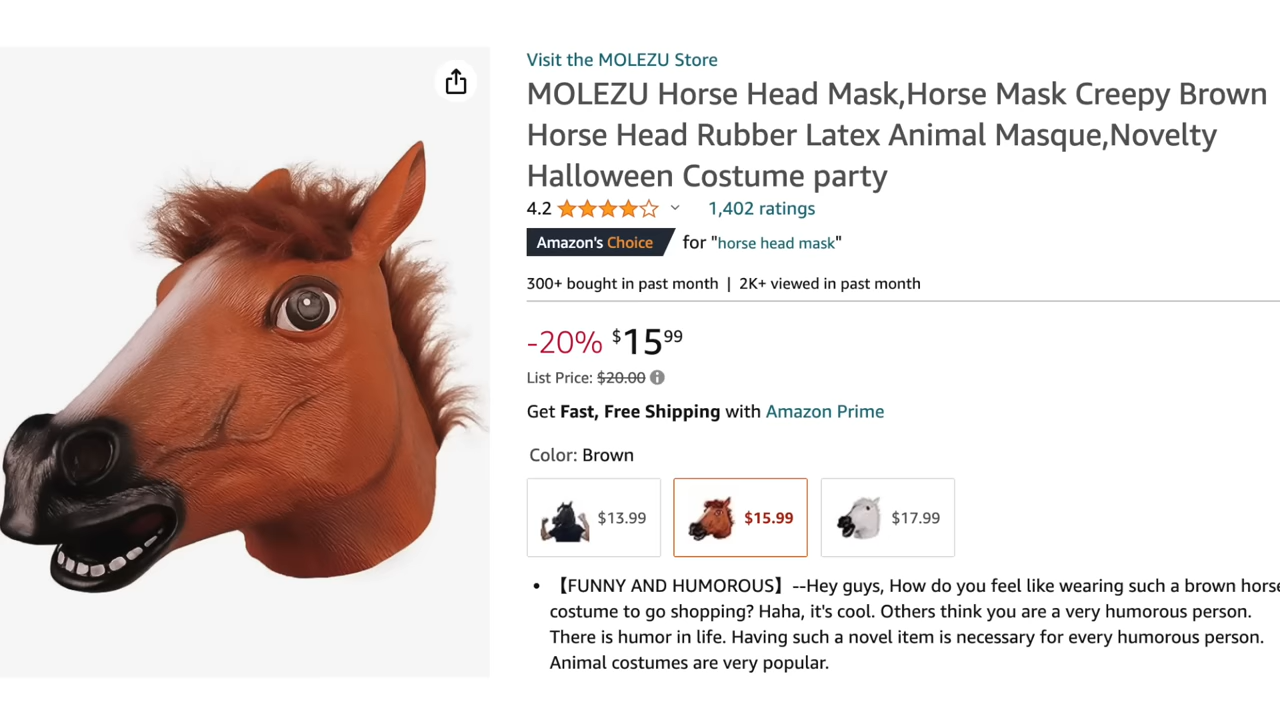 Visit the MOLEZU Store
MOLEZU Horse Head Mask,Horse Mask Creepy Brown
Horse Head Rubber Latex Animal Masque,Novelty
Halloween Costume party
4.2 1,402 ratings
Amazon's Choice for "horse head mask"
300+ bought in past month | 2K+ viewed in past month
-20% $15.99
List Price: $20.00
Get Fast, Free Shipping with Amazon Prime
Color: Brown
$13.99 $15.99 $17.99
• 【FUNNY AND HUMOROUS】--Hey guys, How do you feel like wearing such a brown horse
costume to go shopping? Haha, it's cool. Others think you are a very humorous person.
There is humor in life. Having such a novel item is necessary for every humorous person.
Animal costumes are very popular.